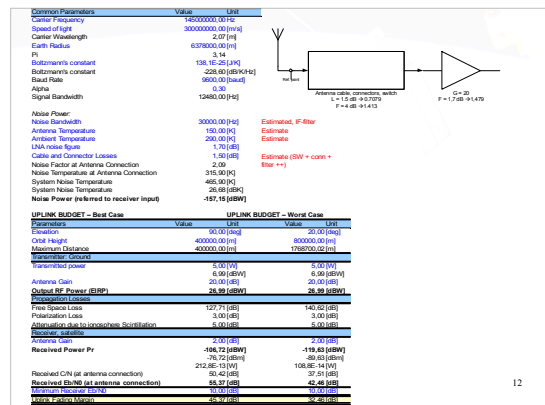 Common Parameters Value Unit
Carrier Frequency 145000000,00 Hz
Speed of light 300000000,00 [m/s]
Carrier Wavelength 2,07 [m]
Earth Radius 6378000,00 [m]
Pi 3,14
Boltzmann's constant 138,1E-25 [J/K]
Boltzmann's constant -228,60 [dB/K/Hz]
Baud Rate 9600,00 [baud]
Alpha 0,30
Signal Bandwidth 12480,00 [Hz]
Ref. point
Antenna cable, connectors, switch
L = 1.5 dB → 0.7079
F = 4 dB → 1.413
G = 20
F = 1.7 dB → 1,479
Noise Power:
Noise Bandwidth 30000,00 [Hz] Estimated, IF-filter
Antenna Temperature 150,00 [K] Estimate
Ambient Temperature 290,00 [K] Estimate
LNA noise figure 1,70 [dB]
Cable and Connector Losses 1,50 [dB] Estimate (SW + conn +
Noise Factor at Antenna Connection 2,09 filter ++)
Noise Temperature at Antenna Connection 315,90 [K]
System Noise Temperature 465,90 [K]
System Noise Temperature 26,68 [dBK]
Noise Power (referred to receiver input) -157,15 [dBW]
UPLINK BUDGET – Best Case UPLINK BUDGET – Worst Case
Parameters Value Unit Value Unit
Elevation 90,00 [deg] 20,00 [deg]
Orbit Height 400000,00 [m] 800000,00 [m]
Maximum Distance 400000,00 [m] 1768700,02 [m]
Transmitter: Ground
Transmitted power 5,00 [W] 5,00 [W]
6,99 [dBW] 6,99 [dBW]
Antenna Gain 20,00 [dB] 20,00 [dB]
Output RF Power (EIRP) 26,99 [dBW] 26,99 [dBW]
Propagation Losses
Free Space Loss 127,71 [dB] 140,62 [dB]
Polarization Loss 3,00 [dB] 3,00 [dB]
Attenuation due to ionosphere Scintillation 5,00 [dB] 5,00 [dB]
Receiver, satellite
Antenna Gain 2,00 [dB] 2,00 [dB]
Received Power Pr -106,72 [dBW] -119,63 [dBW]
-76,72 [dBm] -89,63 [dBm]
212,8E-13 [W] 108,8E-14 [W]
Received C/N (at antenna connection) 50,42 [dB] 37,51 [dB]
Received Eb/N0 (at antenna connection) 55,37 [dB] 42,46 [dB]
Minimum Receiver Eb/N0 10,00 [dB] 10,00 [dB]
Uplink Fading Margin 45,37 [dB] 32,46 [dB]
12